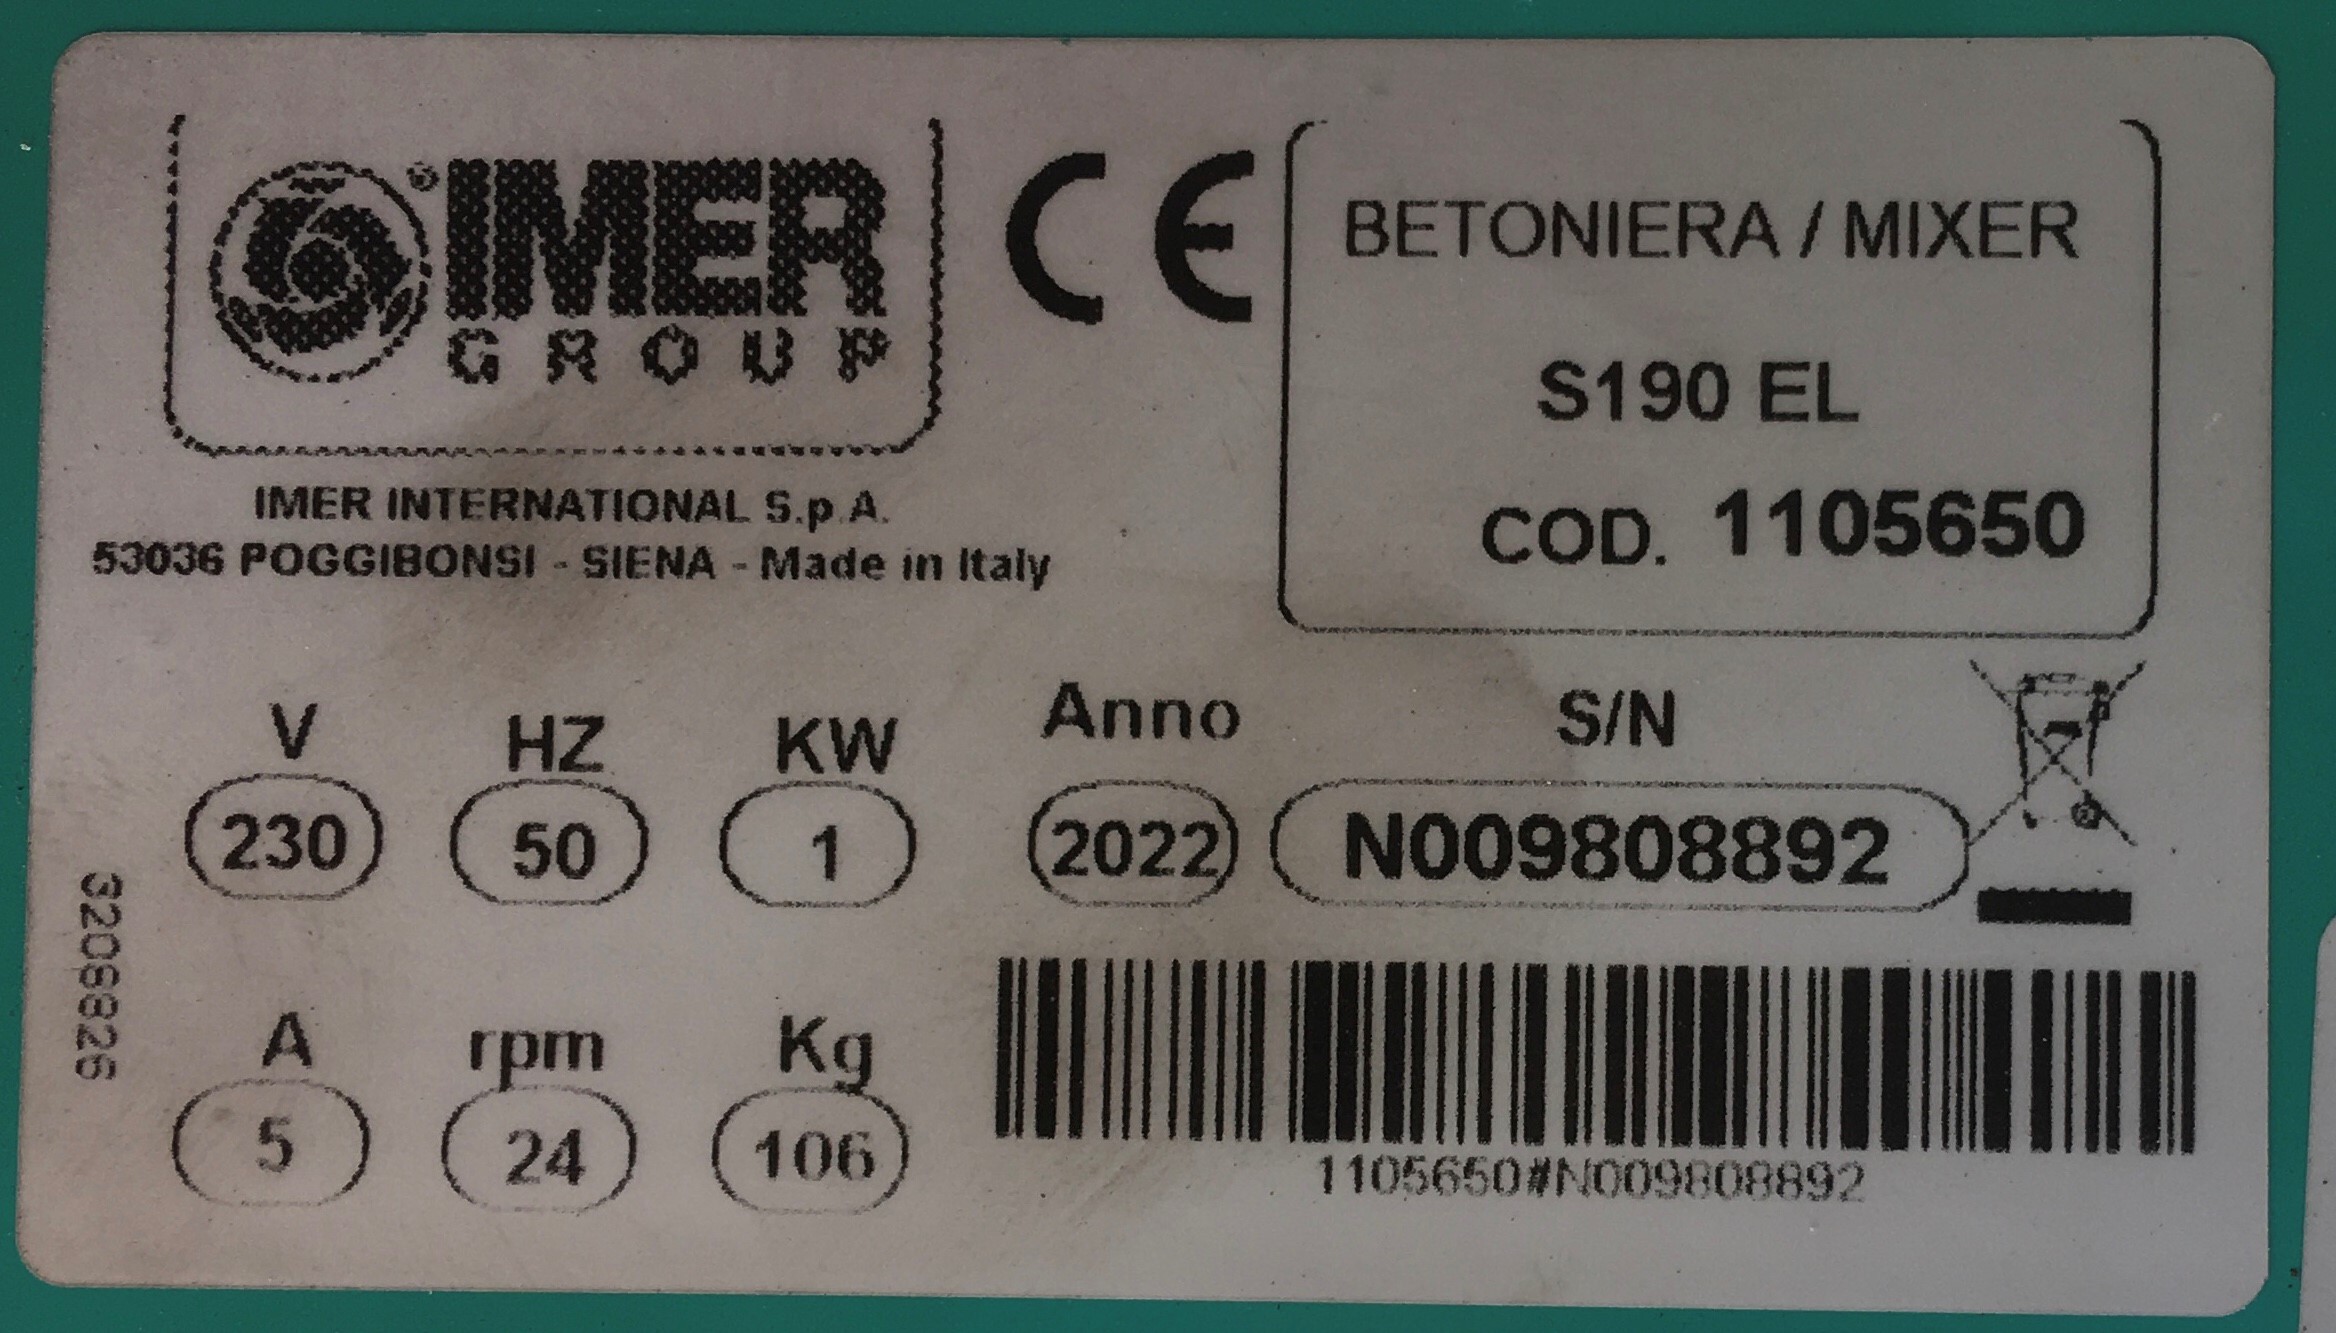 IMER
GROUP
CE
IMER INTERNATIONAL S.p.A.
53036 POGGIBONSI - SIENA - Made in Italy
BETONIERA / MIXER
S190 EL
COD. 1105650
V HZ KW Anno S/N
230 50 1 2022 N009808892
A rpm Kg
5 24 106
1105650#N009808892
3208826